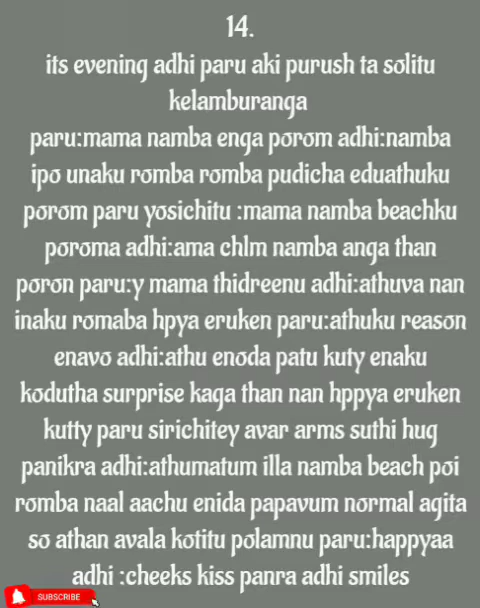 14.
its evening adhi paru aki purush ta solitu
kelamburanga
paru:mama namba enga porom adhi:namba
ipo unaku romba romba pudicha eduathuku
porom paru yosichitu :mama namba beachku
poroma adhi:ama chlm namba anga than
poron paru:y mama thidreenu adhi:athuva nan
inaku romaba hpya eruken paru:athuku reason
enavo adhi:athu enoda patu kuty enaku
kodutha surprise kaga than nan hppya eruken
kutty paru sirichitey avar arms suthi hug
panikra adhi:athumatum illa namba beach poi
romba naal aachu enida papavum normal agita
so athan avala kotitu polamnu paru:happyaa
adhi :cheeks kiss panra adhi smiles
SUBSCRIBE